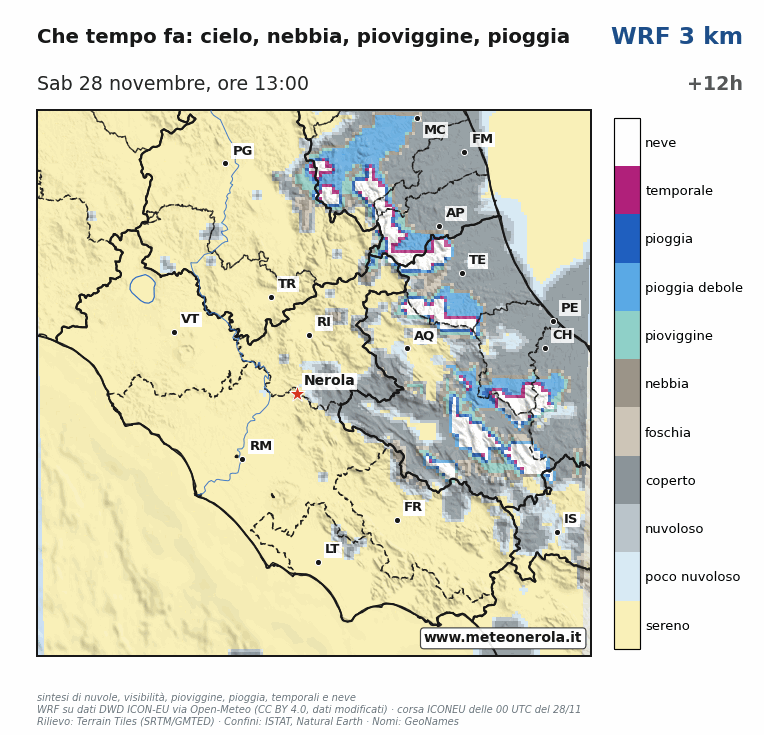 Che tempo fa: cielo, nebbia, pioviggine, pioggia
WRF 3 km
Sab 28 novembre, ore 13:00
+12h
MC
FM
PG
AP
TE
TR
PE
VT
RI
AQ
CH
Nerola
RM
FR
IS
LT
www.meteonerola.it
neve
temporale
pioggia
pioggia debole
pioviggine
nebbia
foschia
coperto
nuvoloso
poco nuvoloso
sereno
sintesi di nuvole, visibilità, pioviggine, pioggia, temporali e neve
WRF su dati DWD ICON-EU via Open-Meteo (CC BY 4.0, dati modificati) · corsa ICONEU delle 00 UTC del 28/11
Rilievo: Terrain Tiles (SRTM/GMTED) · Confini: ISTAT, Natural Earth · Nomi: GeoNames